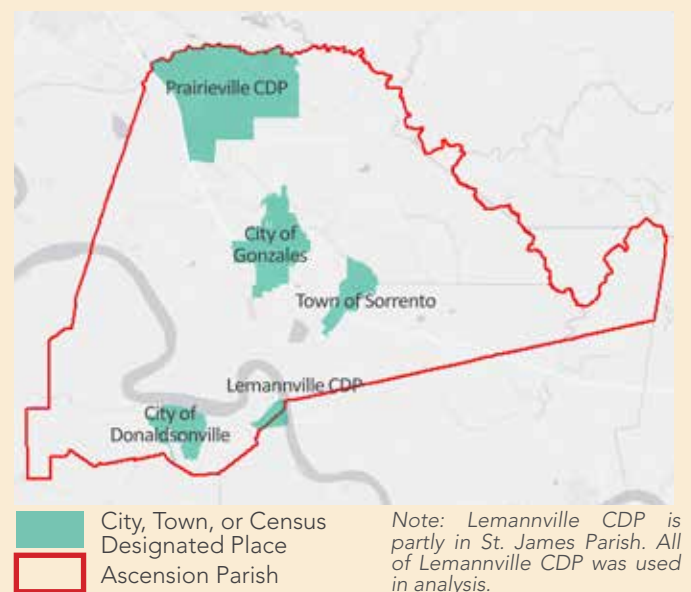 Prairieville CDP
City of
Gonzales
Town of Sorrento
Lemannville CDP
City of
Donaldsonville
City, Town, or Census
Designated Place
Ascension Parish
Note: Lemannville CDP is
partly in St. James Parish. All
of Lemannville CDP was used
in analysis.